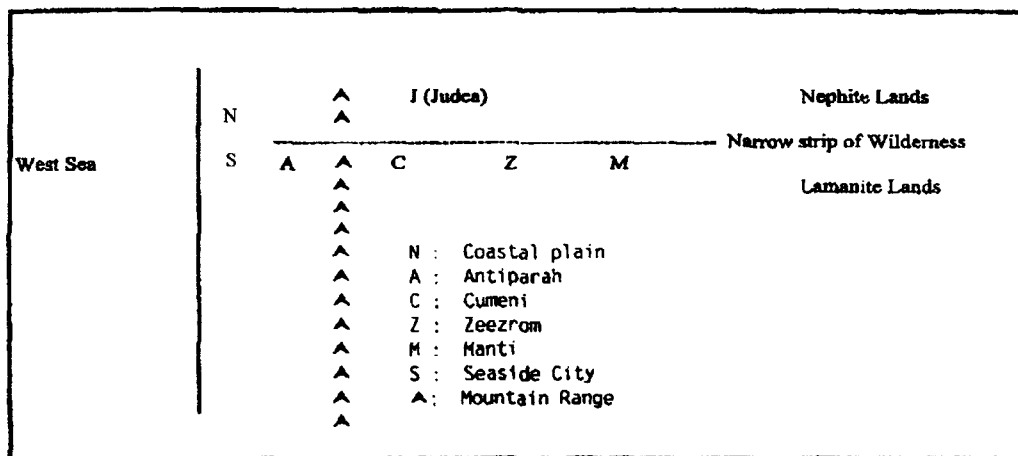 J (Judea) Nephite Lands
N
Narrow strip of Wilderness
West Sea S A C Z M
Lamanite Lands
N : Coastal plain
A : Antiparah
C : Cumeni
Z : Zeezrom
M : Manti
S : Seaside City
^: Mountain Range